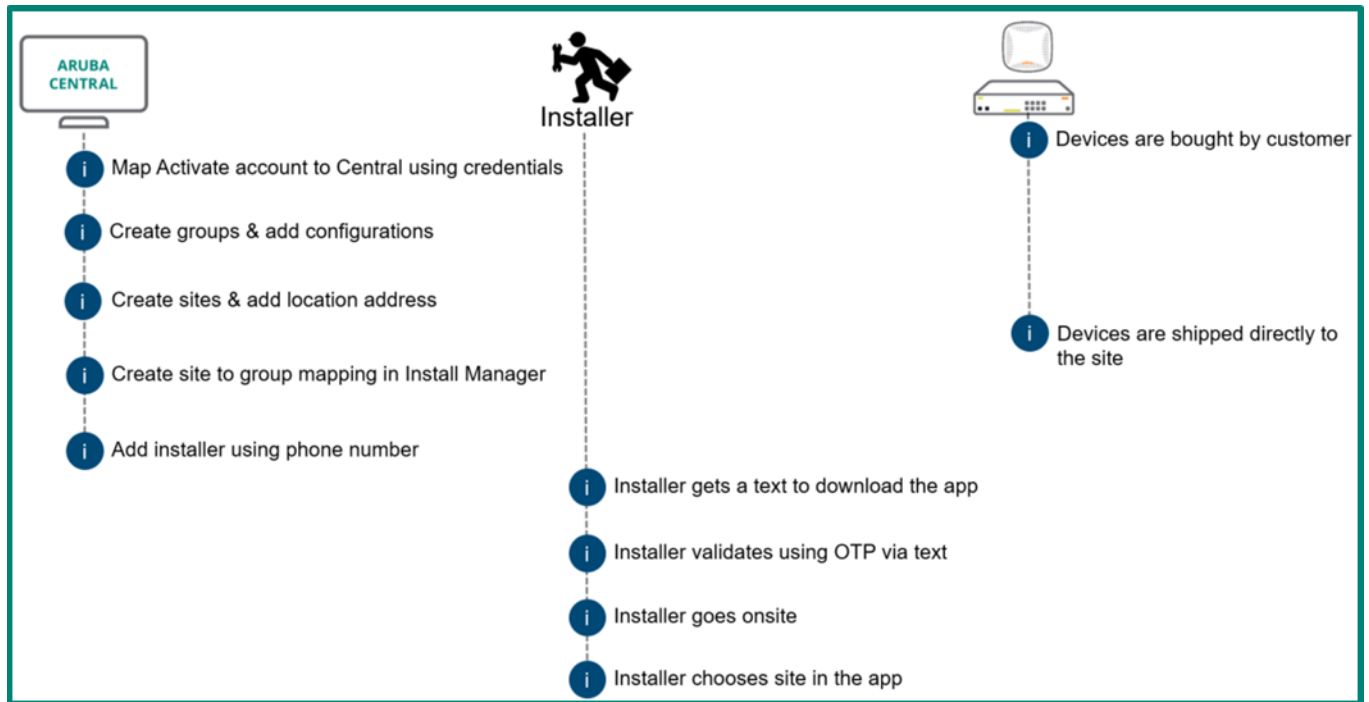 ARUBA
CENTRAL
Installer
Devices are bought by customer
Map Activate account to Central using credentials
Create groups & add configurations
Create sites & add location address
Devices are shipped directly to
the site
Create site to group mapping in Install Manager
Add installer using phone number
Installer gets a text to download the app
Installer validates using OTP via text
Installer goes onsite
Installer chooses site in the app
i
i
i
i
i
i
i
i
i
i
i